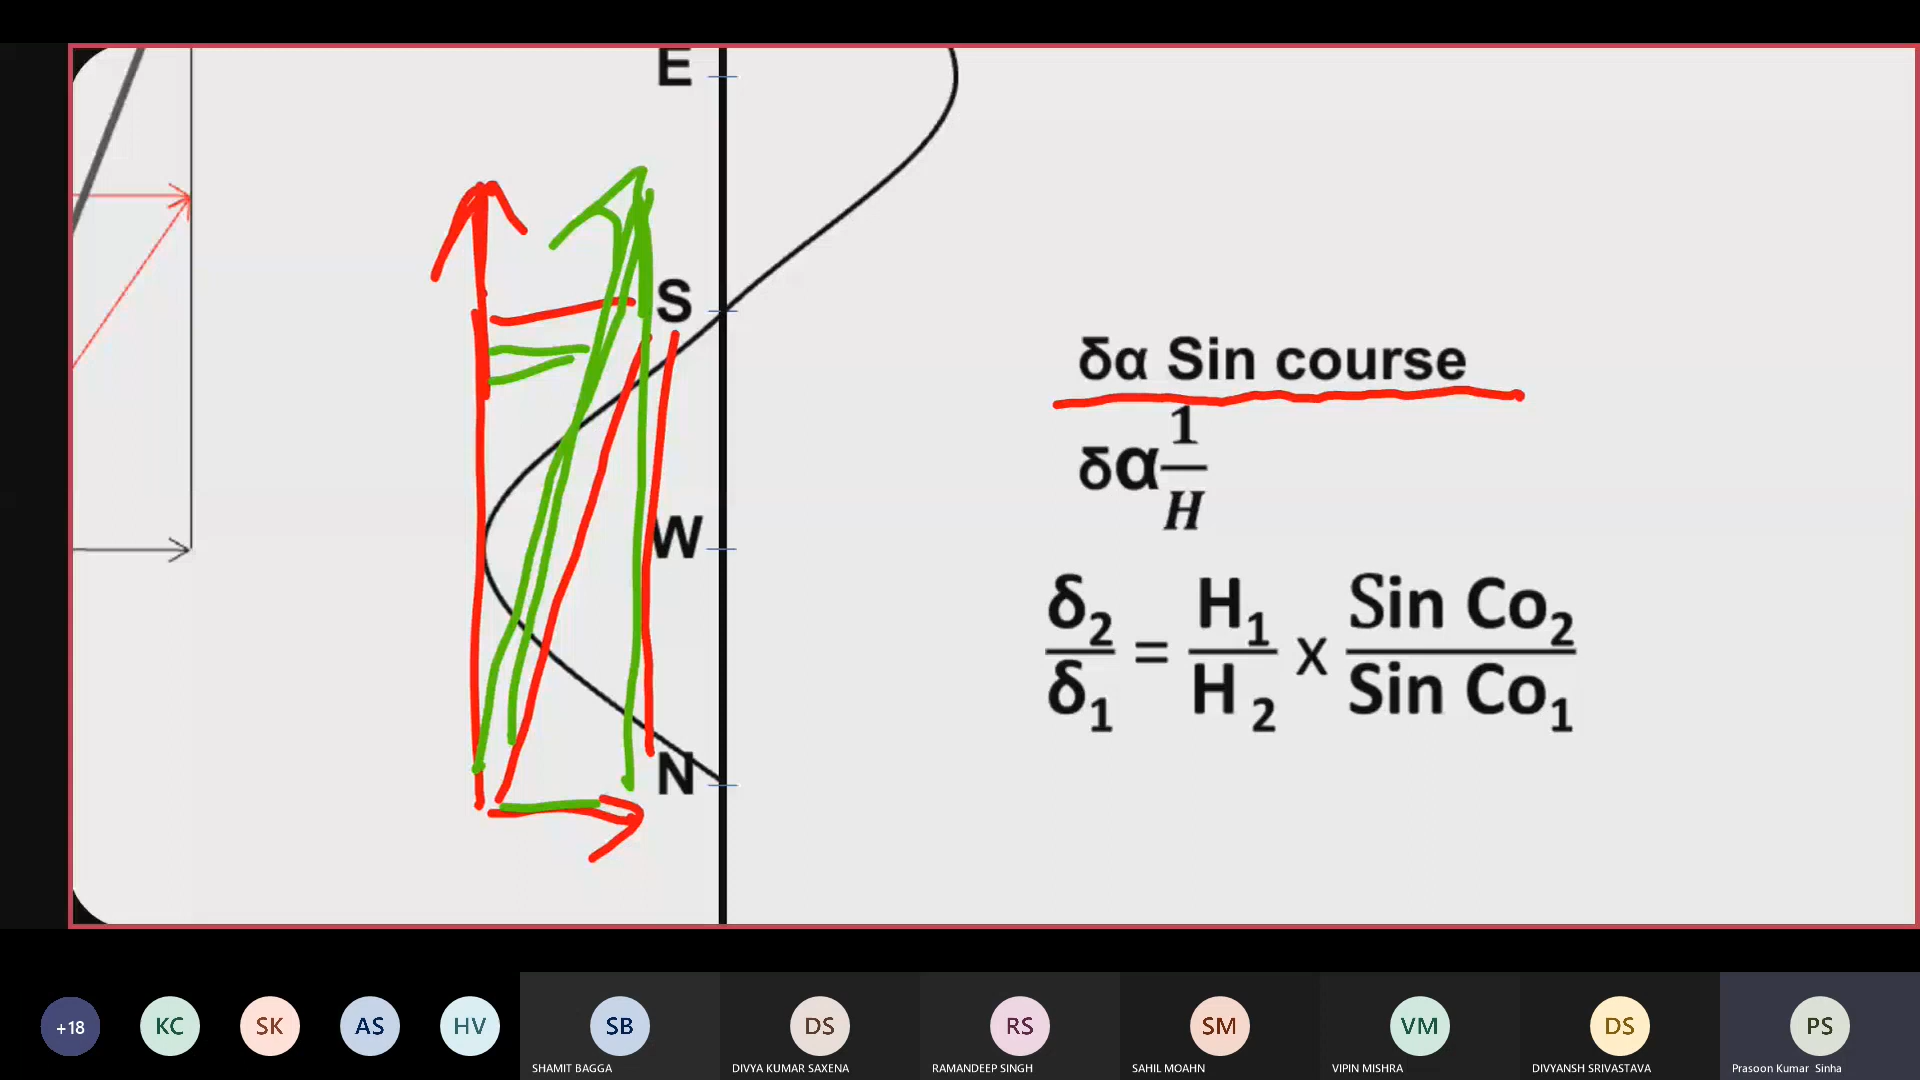 E
S
W
N
δα Sin course
δα 1/H
δ₂/δ₁ = H₁/H₂ x Sin Co₂/Sin Co₁
+18
KC
SK
AS
HV
SB
DS
RS
SM
VM
DS
PS
SHAMIT BAGGA
DIVYA KUMAR SAXENA
RAMANDEEP SINGH
SAHIL MOAHN
VIPIN MISHRA
DIVYANSH SRIVASTAVA
Prasoon Kumar Sinha